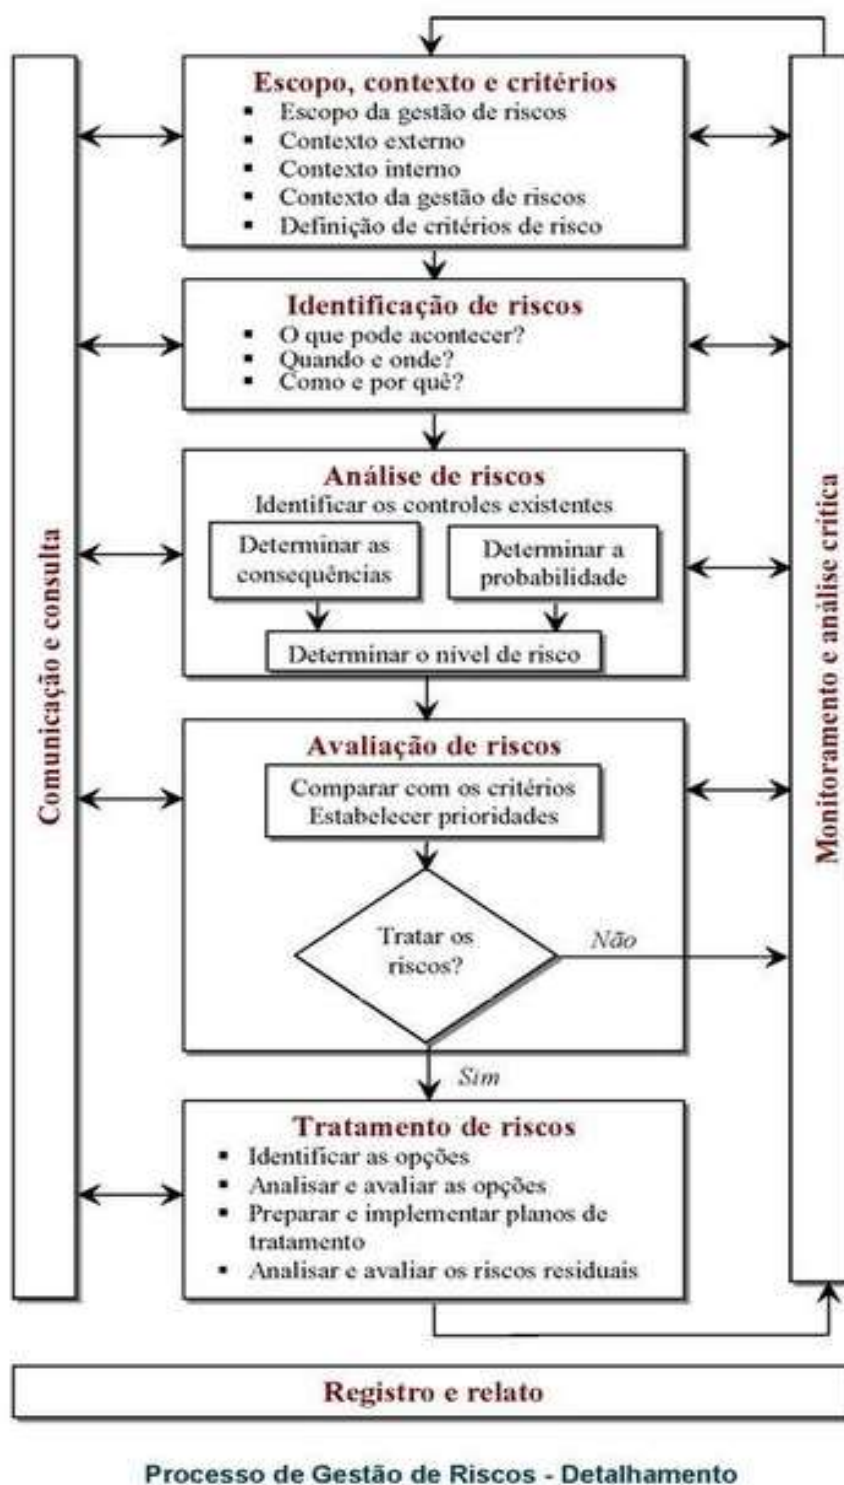 Escopo, contexto e critérios
▪ Escopo da gestão de riscos
▪ Contexto externo
▪ Contexto interno
▪ Contexto da gestão de riscos
▪ Definição de critérios de risco
Identificação de riscos
▪ O que pode acontecer?
▪ Quando e onde?
▪ Como e por quê?
Análise de riscos
Identificar os controles existentes
Determinar as
consequências
Determinar a
probabilidade
Determinar o nível de risco
Avaliação de riscos
Comparar com os critérios
Estabelecer prioridades
Tratar os
riscos?
Não
Sim
Tratamento de riscos
▪ Identificar as opções
▪ Analisar e avaliar as opções
▪ Preparar e implementar planos de
tratamento
▪ Analisar e avaliar os riscos residuais
Comunicação e consulta
Monitoramento e análise crítica
Registro e relato
Processo de Gestão de Riscos - Detalhamento